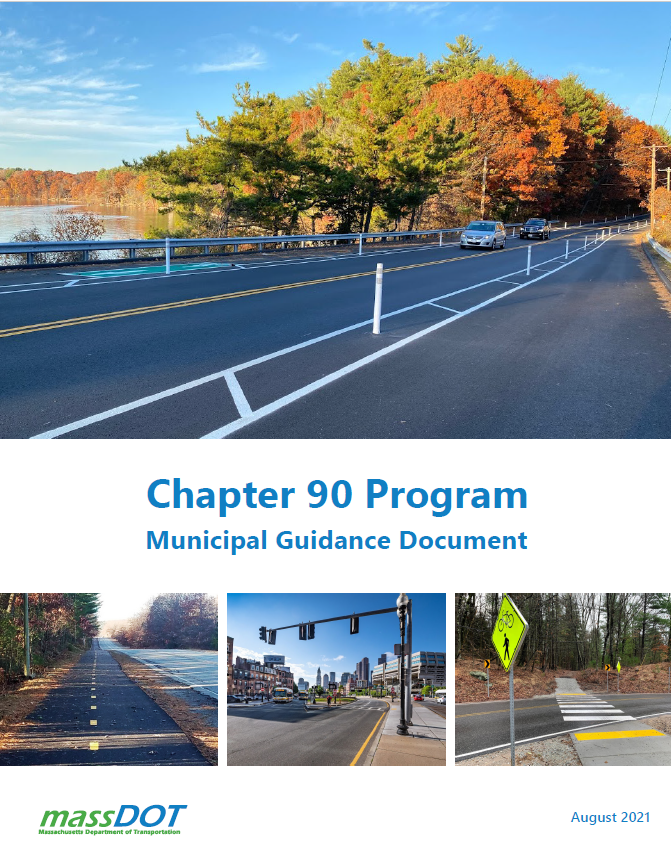 Chapter 90 Program
Municipal Guidance Document
massDOT
Massachusetts Department of Transportation
August 2021